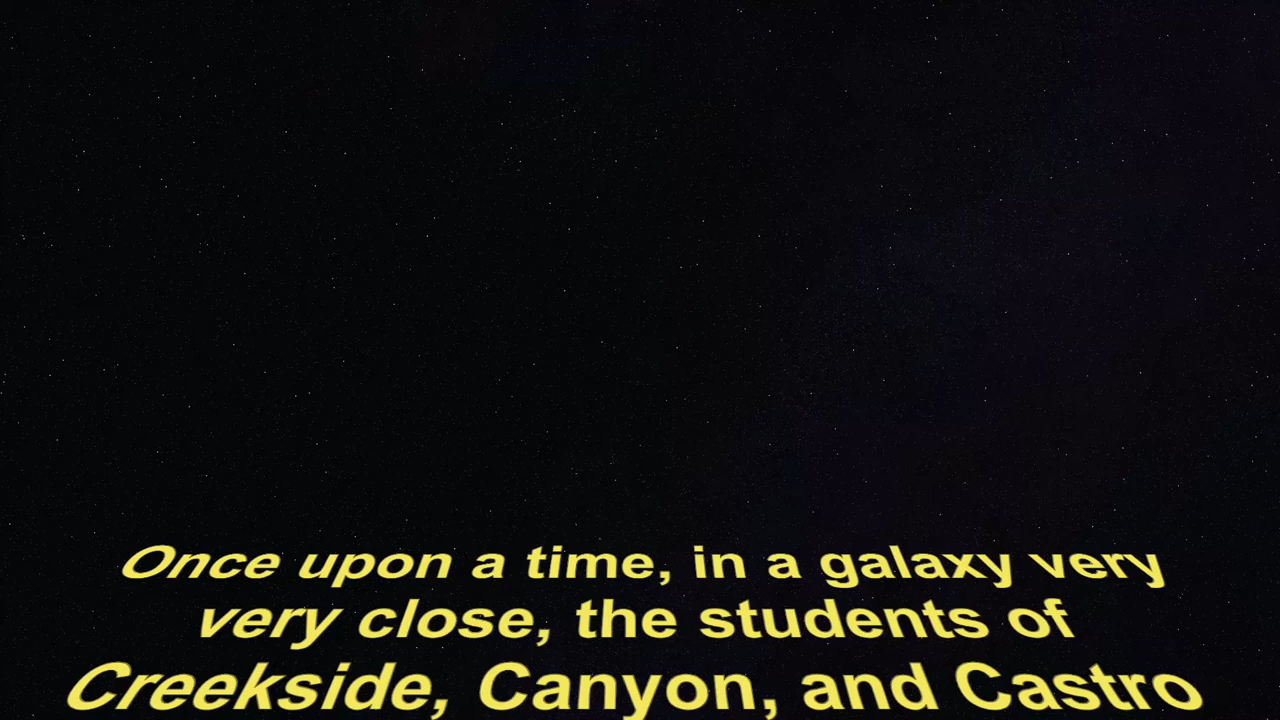 Once upon a time, in a galaxy very
very close, the students of
Creekside, Canyon, and Castro